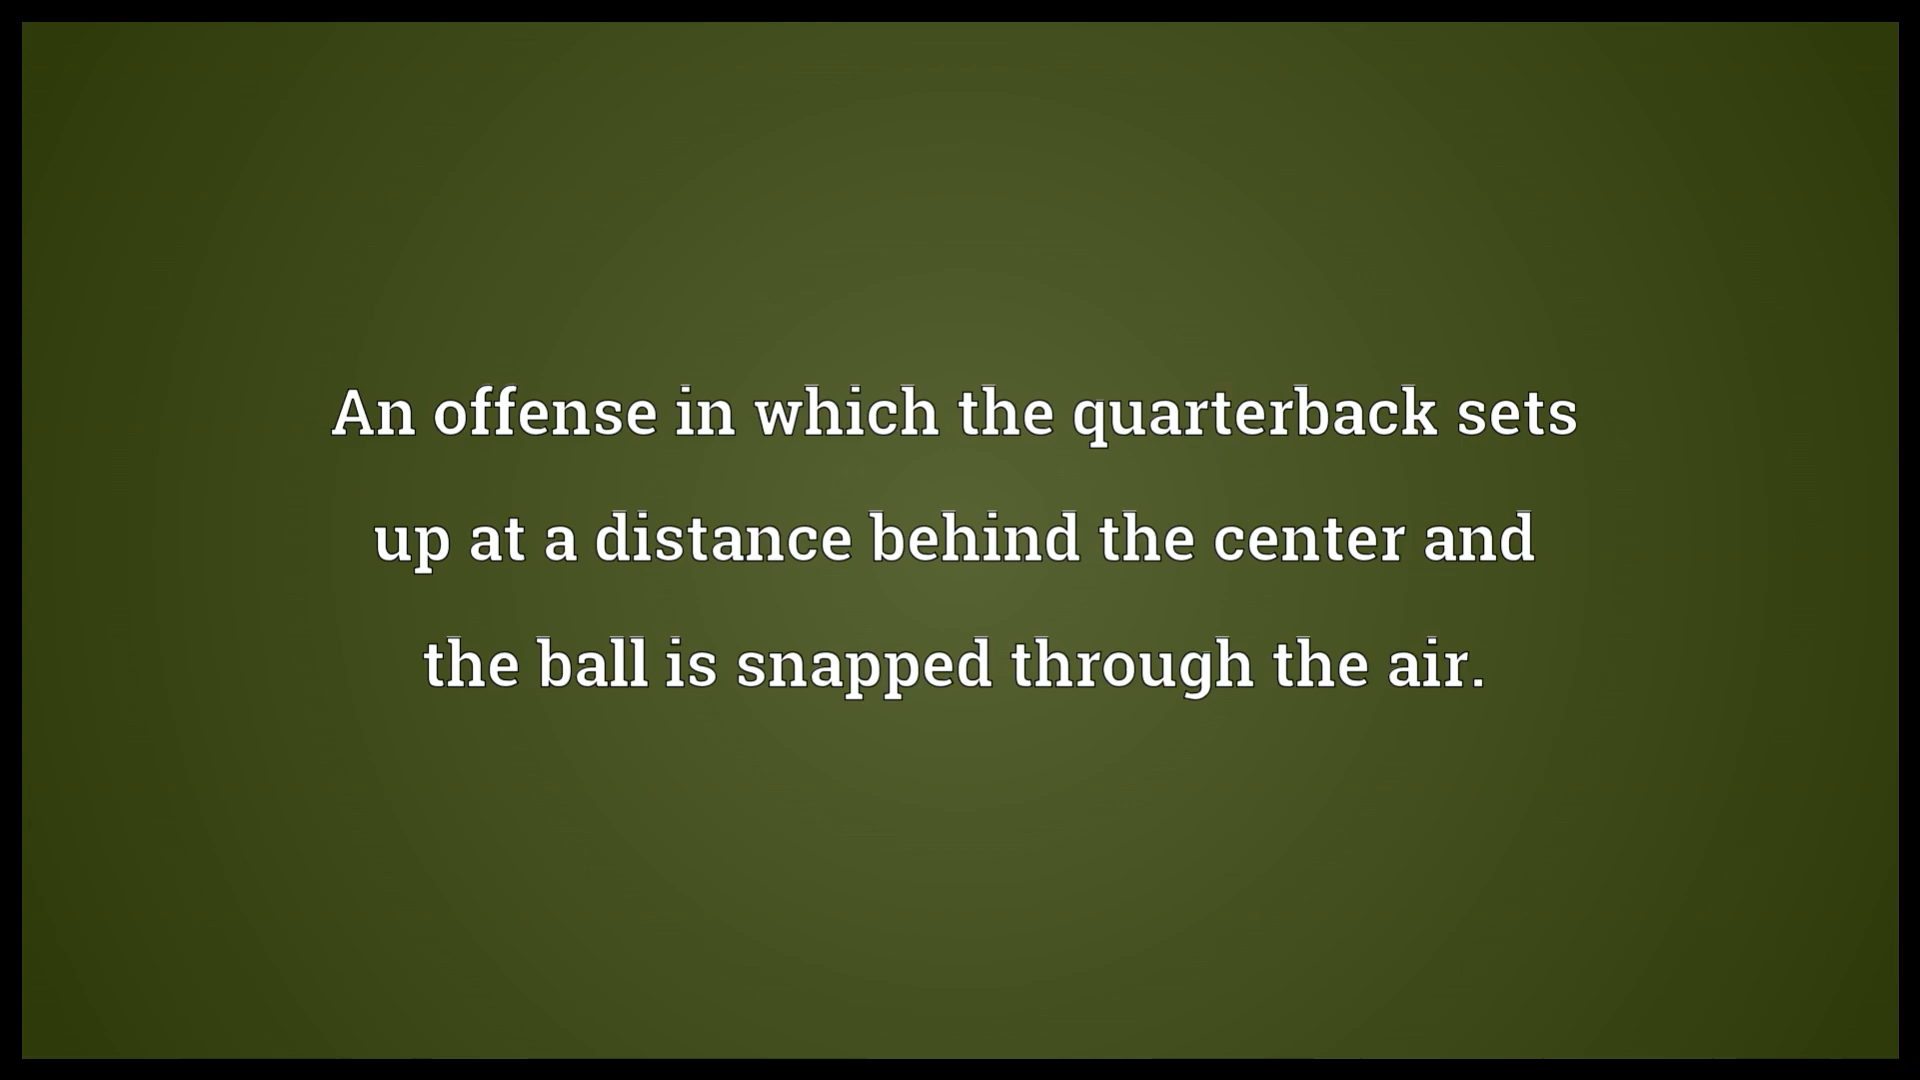 An offense in which the quarterback sets
up at a distance behind the center and
the ball is snapped through the air.